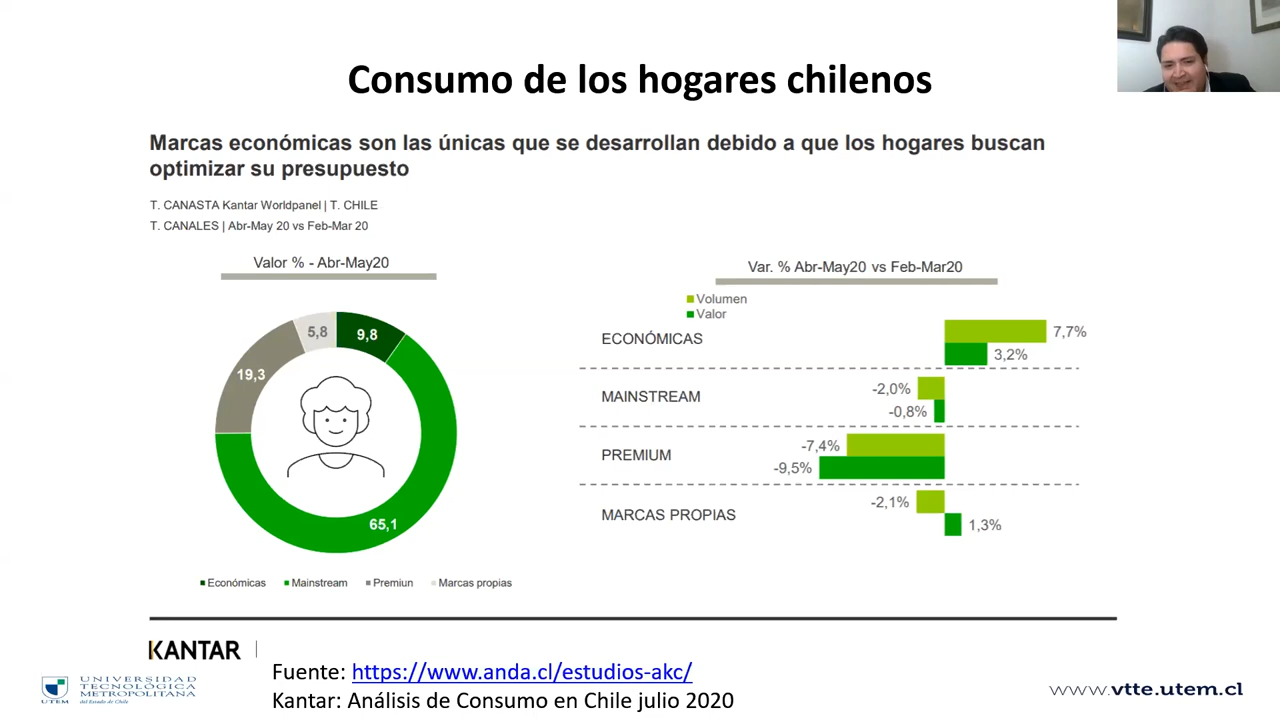 Consumo de los hogares chilenos
Marcas económicas son las únicas que se desarrollan debido a que los hogares buscan
optimizar su presupuesto
T. CANASTA Kantar Worldpanel | T. CHILE
T. CANALES | Abr-May 20 vs Feb-Mar 20
Valor % - Abr-May20
9,8
5,8
19,3
65,1
Económicas Mainstream Premiun Marcas propias
Var. % Abr-May20 vs Feb-Mar20
Volumen
Valor
ECONÓMICAS
7,7%
3,2%
MAINSTREAM
-2,0%
-0,8%
PREMIUM
-7,4%
-9,5%
MARCAS PROPIAS
-2,1%
1,3%
KANTAR
Fuente: https://www.anda.cl/estudios-akc/
Kantar: Análisis de Consumo en Chile julio 2020
UTEM
UNIVERSIDAD
TECNOLÓGICA
METROPOLITANA
del Estado de Chile
www.vtte.utem.cl